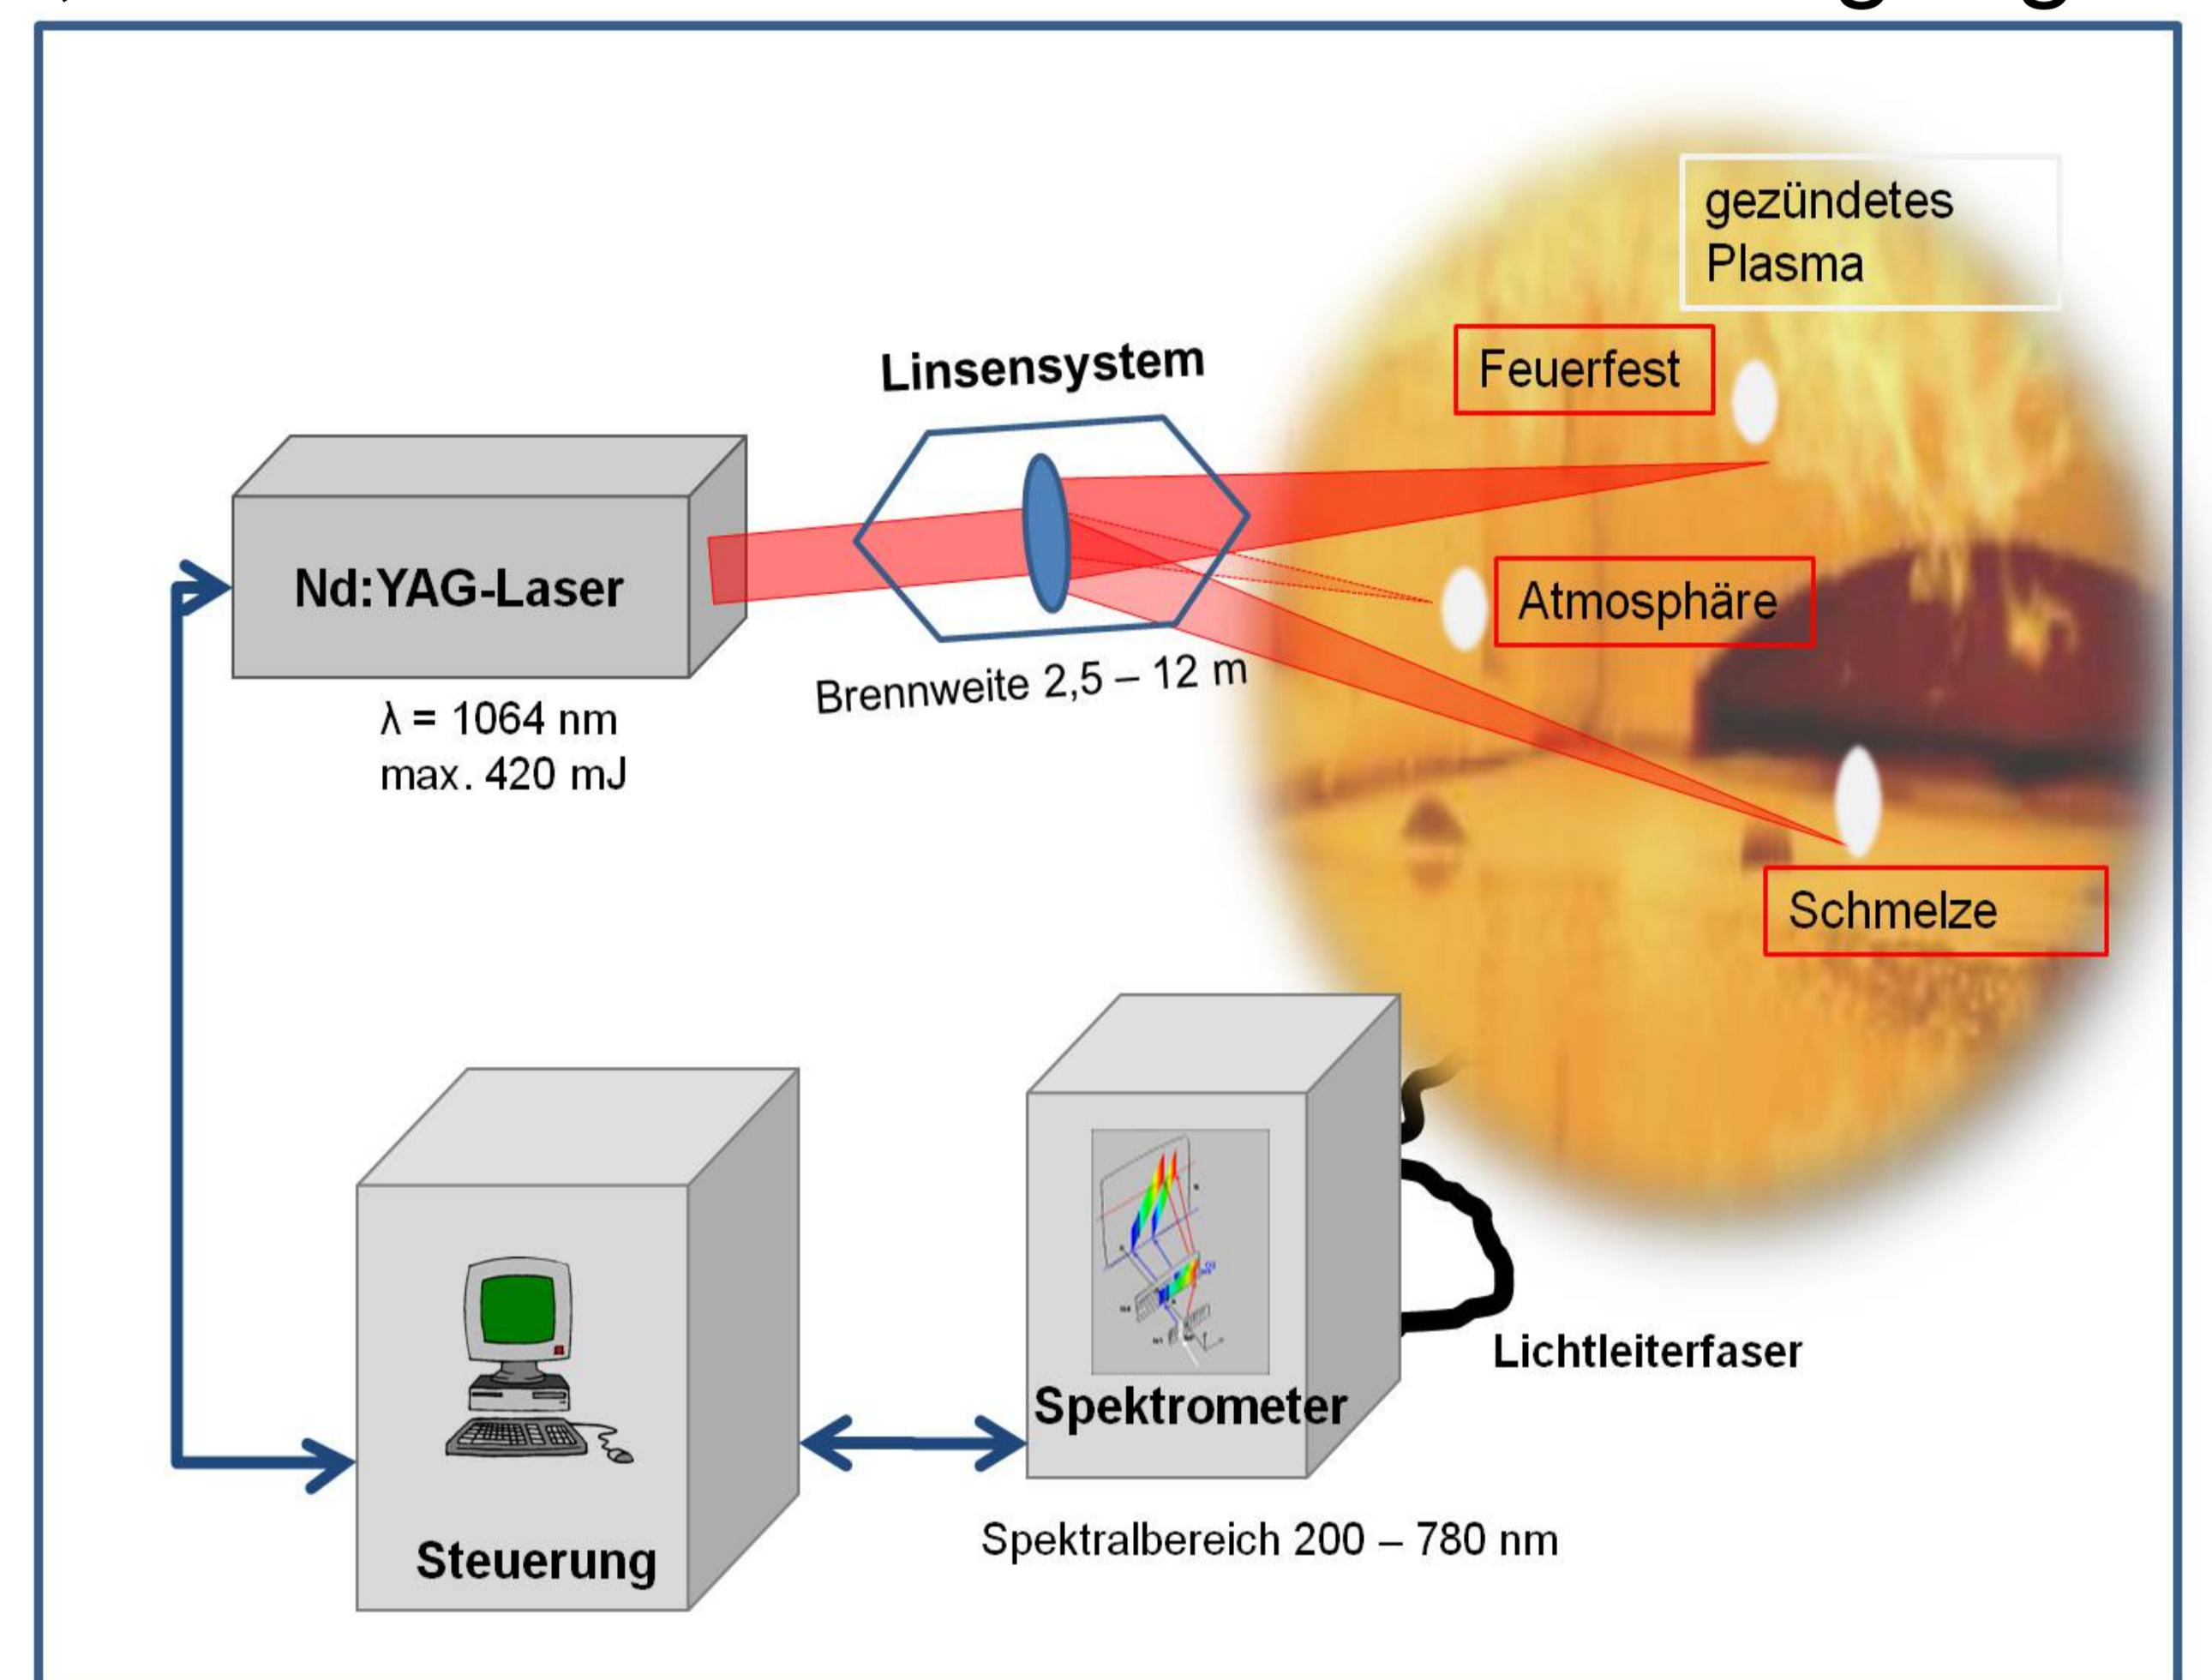 gezündetes
Plasma
Feuerfest
Linsensystem
Atmosphäre
Nd:YAG-Laser
Brennweite 2,5 – 12 m
λ = 1064 nm
max. 420 mJ
Schmelze
Lichtleiterfaser
Spektrometer
Spektralbereich 200 – 780 nm
Steuerung